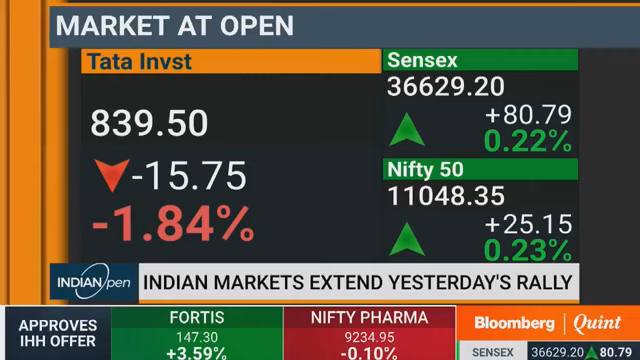 MARKET AT OPEN
Tata Invst
839.50
-15.75
-1.84%
Sensex
36629.20
+80.79
0.22%
Nifty 50
11048.35
+25.15
0.23%
INDIAN Open
INDIAN MARKETS EXTEND YESTERDAY'S RALLY
APPROVES
IHH OFFER
FORTIS
147.30
+3.59%
NIFTY PHARMA
9234.95
-0.10%
Bloomberg | Quint
SENSEX 36629.20 80.79